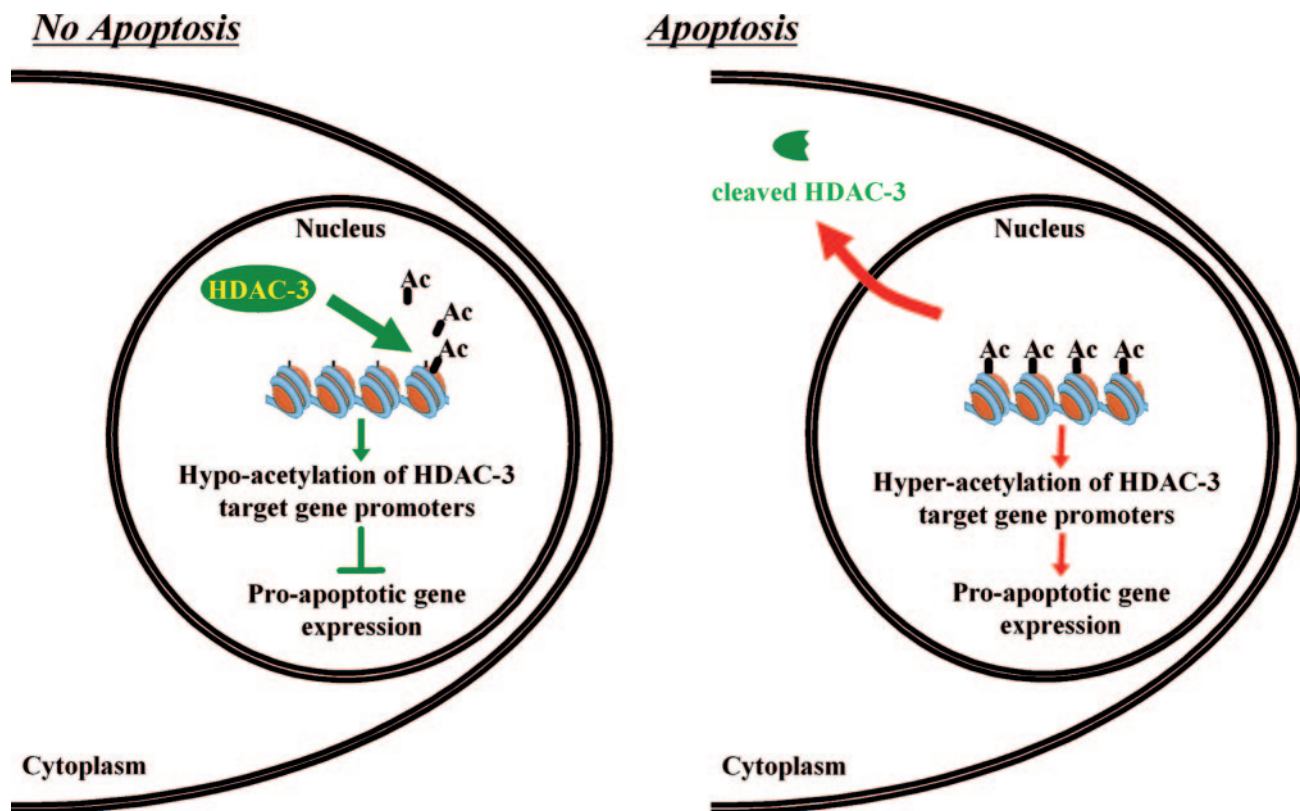 No Apoptosis
Nucleus
HDAC-3
Ac
Ac
Ac
Hypo-acetylation of HDAC-3
target gene promoters
Pro-apoptotic gene
expression
Cytoplasm
Apoptosis
cleaved HDAC-3
Nucleus
Ac Ac Ac Ac
Hyper-acetylation of HDAC-3
target gene promoters
Pro-apoptotic gene
expression
Cytoplasm